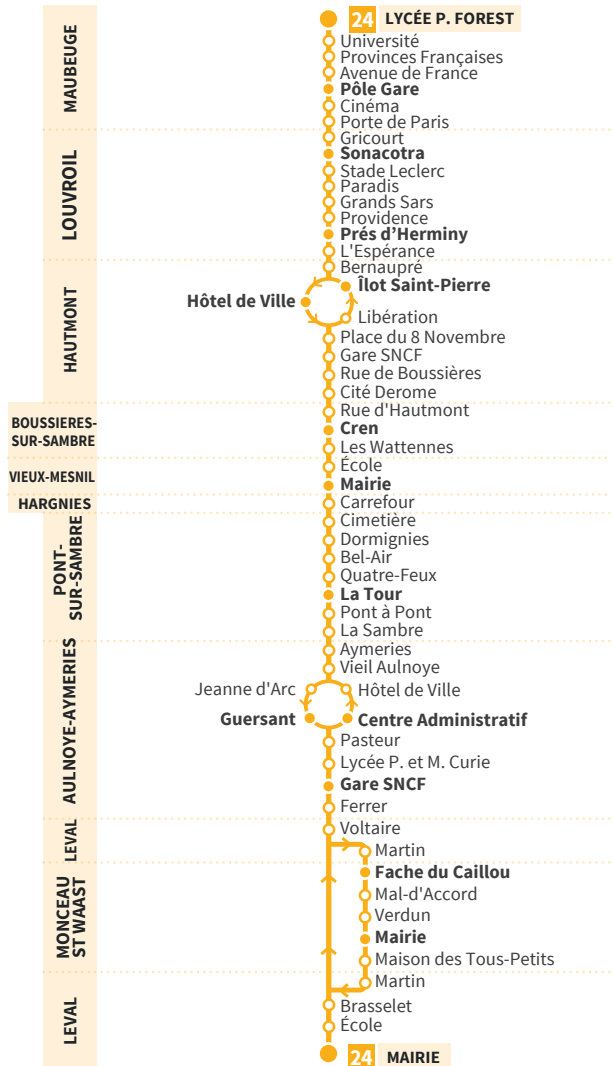 24 LYCÉE P. FOREST
MAUBEUGE
Université
Provinces Françaises
Avenue de France
Pôle Gare
Cinéma
Porte de Paris
LOUVROIL
Gricourt
Sonacotra
Stade Leclerc
Paradis
Grands Sars
Providence
Prés d'Herminy
L'Espérance
HAUTMONT
Bernaupré
Îlot Saint-Pierre
Hôtel de Ville
Libération
Place du 8 Novembre
Gare SNCF
Rue de Boussières
Cité Derome
BOUSSIERES-
SUR-SAMBRE
Rue d'Hautmont
Cren
Les Wattennes
VIEUX-MESNIL
École
Mairie
HARGNIES
Carrefour
PONT-
SUR-SAMBRE
Cimetière
Dormignies
Bel-Air
Quatre-Feux
La Tour
Pont à Pont
La Sambre
AULNOYE-AYMERIES
Aymeries
Vieil Aulnoye
Jeanne d'Arc
Hôtel de Ville
Guersant
Centre Administratif
Pasteur
Lycée P. et M. Curie
Gare SNCF
Ferrer
LEVAL
Voltaire
Martin
MONCEAU
ST WAAST
Fache du Caillou
Mal-d'Accord
Verdun
Mairie
Maison des Tous-Petits
LEVAL
Martin
Brasselet
École
24 MAIRIE